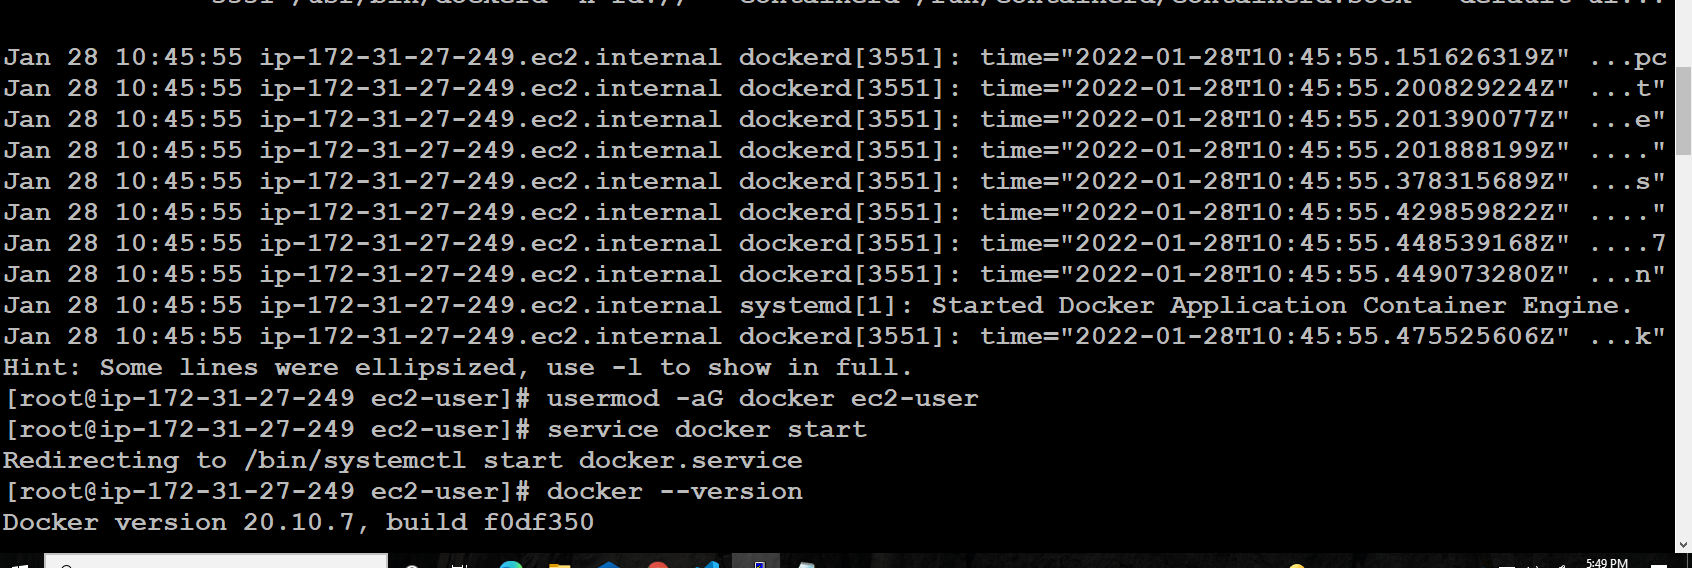 3551 /usr/bin/dockerd -H fd:// --containerd=/run/containerd/containerd.sock --default-ul...
Jan 28 10:45:55 ip-172-31-27-249.ec2.internal dockerd[3551]: time="2022-01-28T10:45:55.151626319Z" ...pc
Jan 28 10:45:55 ip-172-31-27-249.ec2.internal dockerd[3551]: time="2022-01-28T10:45:55.200829224Z" ...t"
Jan 28 10:45:55 ip-172-31-27-249.ec2.internal dockerd[3551]: time="2022-01-28T10:45:55.201390077Z" ...e"
Jan 28 10:45:55 ip-172-31-27-249.ec2.internal dockerd[3551]: time="2022-01-28T10:45:55.201888199Z" ...."
Jan 28 10:45:55 ip-172-31-27-249.ec2.internal dockerd[3551]: time="2022-01-28T10:45:55.378315689Z" ...s"
Jan 28 10:45:55 ip-172-31-27-249.ec2.internal dockerd[3551]: time="2022-01-28T10:45:55.429859822Z" ...."
Jan 28 10:45:55 ip-172-31-27-249.ec2.internal dockerd[3551]: time="2022-01-28T10:45:55.448539168Z" ....7
Jan 28 10:45:55 ip-172-31-27-249.ec2.internal dockerd[3551]: time="2022-01-28T10:45:55.449073280Z" ...n"
Jan 28 10:45:55 ip-172-31-27-249.ec2.internal systemd[1]: Started Docker Application Container Engine.
Jan 28 10:45:55 ip-172-31-27-249.ec2.internal dockerd[3551]: time="2022-01-28T10:45:55.475525606Z" ...k"
Hint: Some lines were ellipsized, use -l to show in full.
[root@ip-172-31-27-249 ec2-user]# usermod -aG docker ec2-user
[root@ip-172-31-27-249 ec2-user]# service docker start
Redirecting to /bin/systemctl start docker.service
[root@ip-172-31-27-249 ec2-user]# docker --version
Docker version 20.10.7, build f0df350
5:49 PM